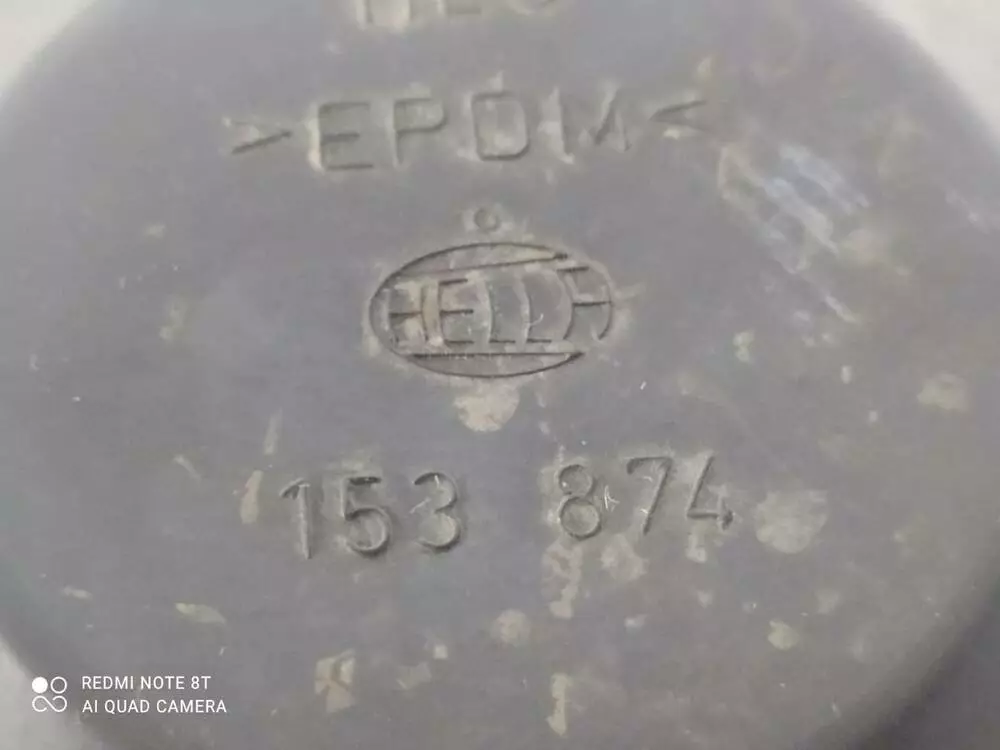 >EPDM<
HELLA
153 874
REDMI NOTE 8T
AI QUAD CAMERA